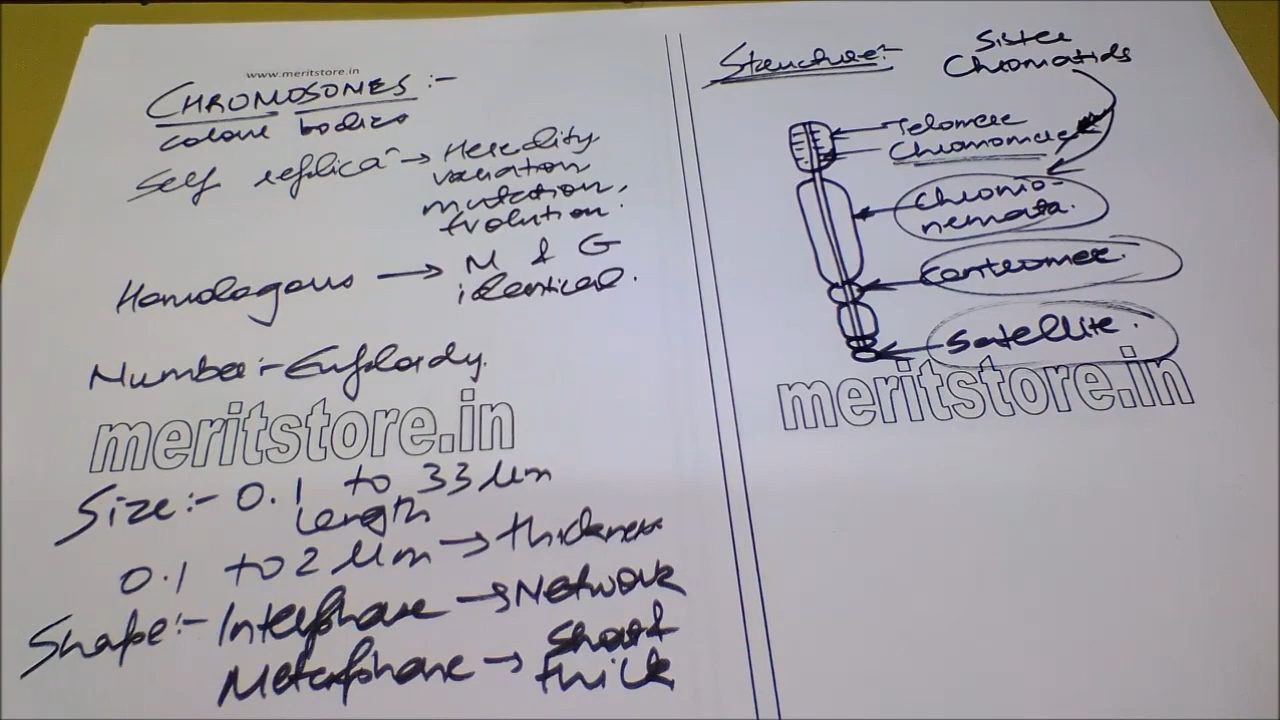 www.meritstore.in
CHROMOSOMES :-
colour bodies
Self replicaⁿ → Heredity
variation
mutation,
Evolution.
Homologous → M & G
identical.
Number :- Euploidy.
meritstore.in
Size :- 0.1 to 33 μm
Length
0.1 to 2 μm → thickness
Shape :- Interphase → Network
Metaphase → Short
thick
Structure :-
Sister
Chromatids
Telomere
Chromomere
Chromo-
nemata.
Centromere.
Satellite.
meritstore.in